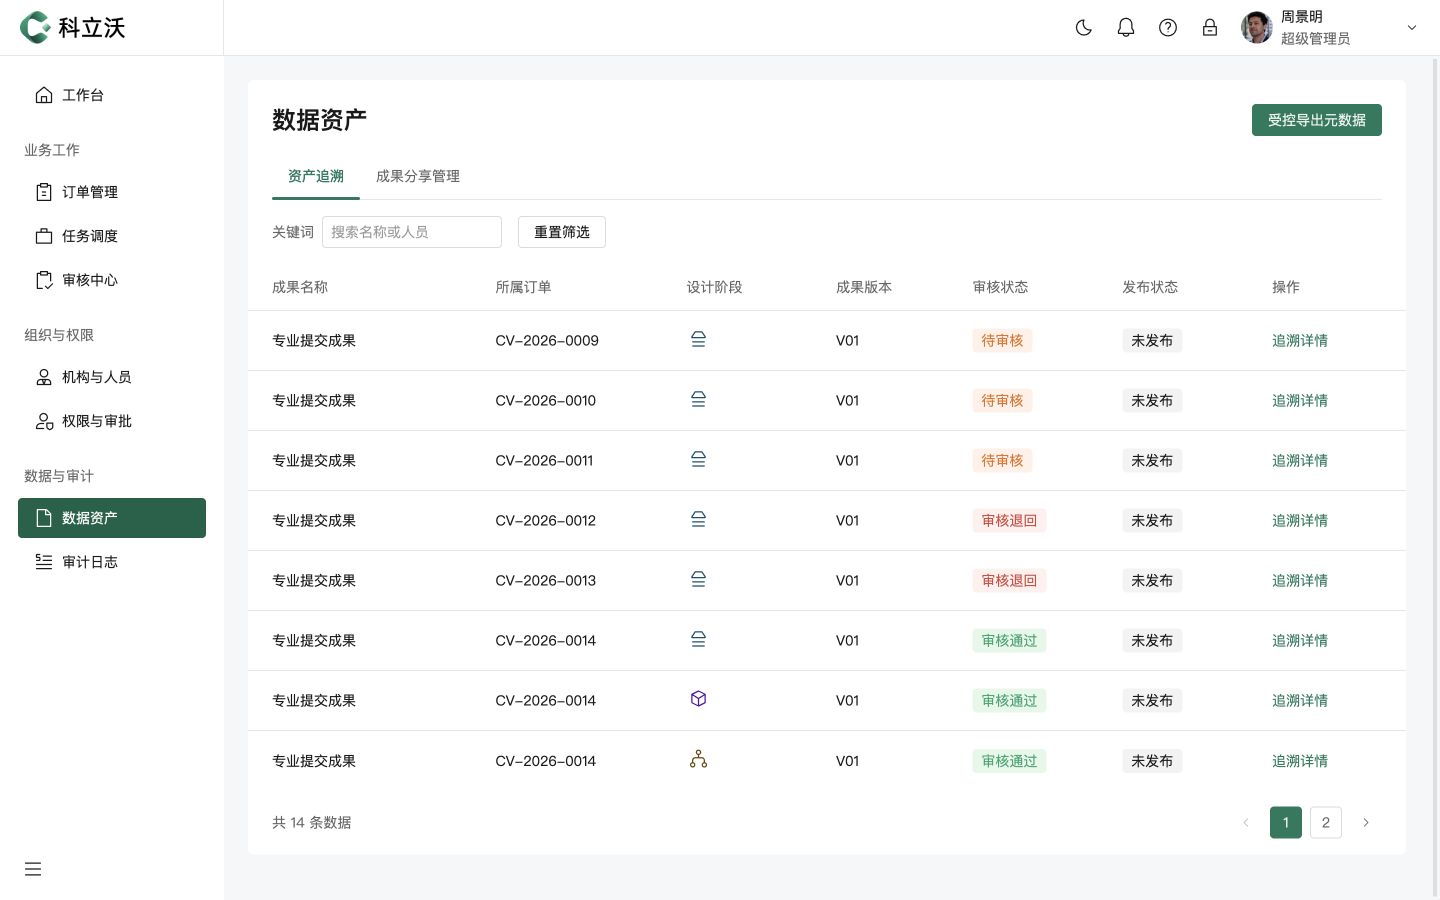 科立沃
周景明
超级管理员
工作台
业务工作
订单管理
任务调度
审核中心
组织与权限
机构与人员
权限与审批
数据与审计
数据资产
审计日志
数据资产
受控导出元数据
资产追溯 成果分享管理
关键词 搜索名称或人员 重置筛选
成果名称 所属订单 设计阶段 成果版本 审核状态 发布状态 操作
专业提交成果 CV-2026-0009 V01 待审核 未发布 追溯详情
专业提交成果 CV-2026-0010 V01 待审核 未发布 追溯详情
专业提交成果 CV-2026-0011 V01 待审核 未发布 追溯详情
专业提交成果 CV-2026-0012 V01 审核退回 未发布 追溯详情
专业提交成果 CV-2026-0013 V01 审核退回 未发布 追溯详情
专业提交成果 CV-2026-0014 V01 审核通过 未发布 追溯详情
专业提交成果 CV-2026-0014 V01 审核通过 未发布 追溯详情
专业提交成果 CV-2026-0014 V01 审核通过 未发布 追溯详情
共 14 条数据 1 2